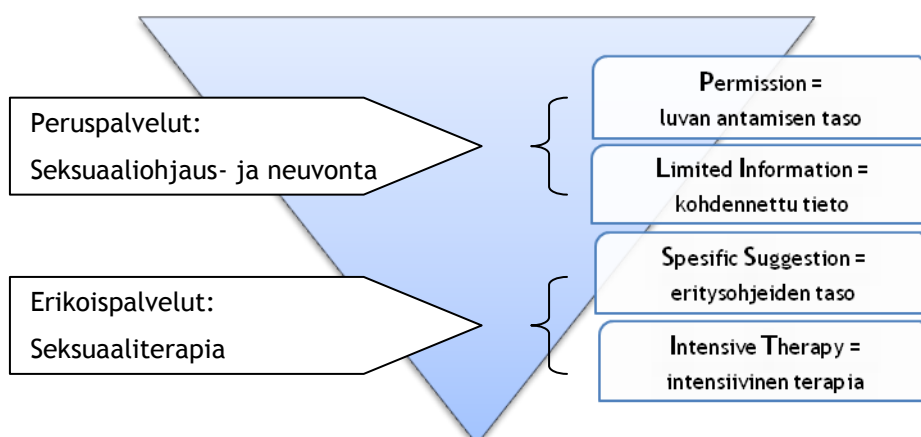 Peruspalvelut:
Seksuaaliohjaus- ja neuvonta
Permission =
luvan antamisen taso
Limited Information =
kohdennettu tieto
Erikoispalvelut:
Seksuaaliterapia
Spesific Suggestion =
eritysohjeiden taso
Intensive Therapy =
intensiivinen terapia